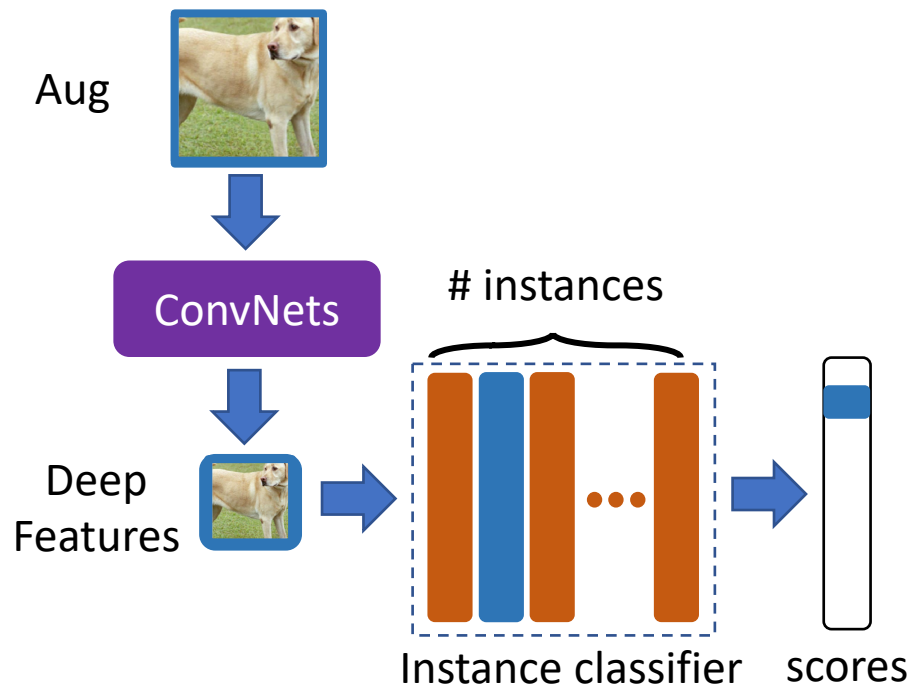 Aug
ConvNets
# instances
Deep
Features
Instance classifier
scores